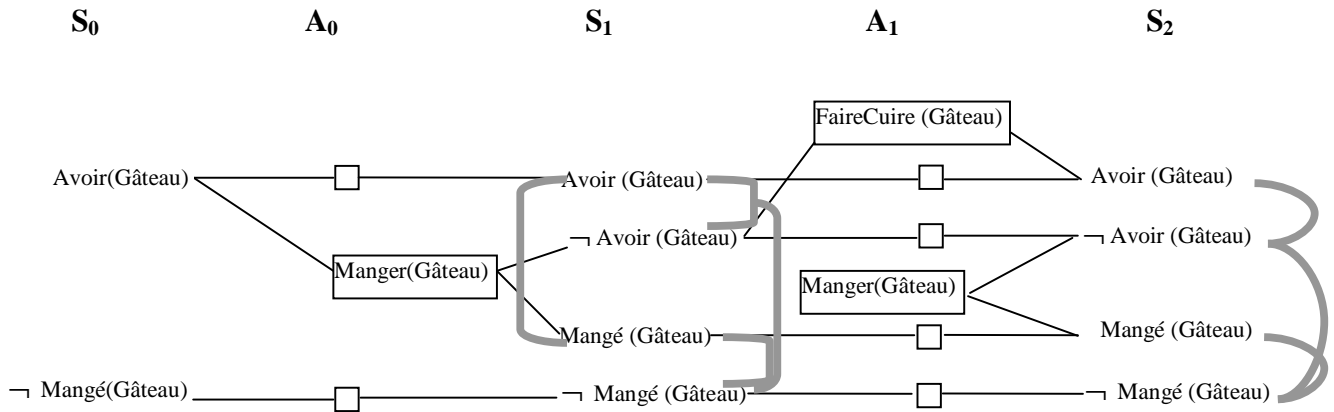 S0 A0 S1 A1 S2
FaireCuire (Gâteau)
Avoir(Gâteau) Avoir (Gâteau) Avoir (Gâteau)
¬ Avoir (Gâteau) ¬ Avoir (Gâteau)
Manger(Gâteau) Manger(Gâteau)
Mangé (Gâteau) Mangé (Gâteau)
¬ Mangé(Gâteau) ¬ Mangé (Gâteau) ¬ Mangé (Gâteau)